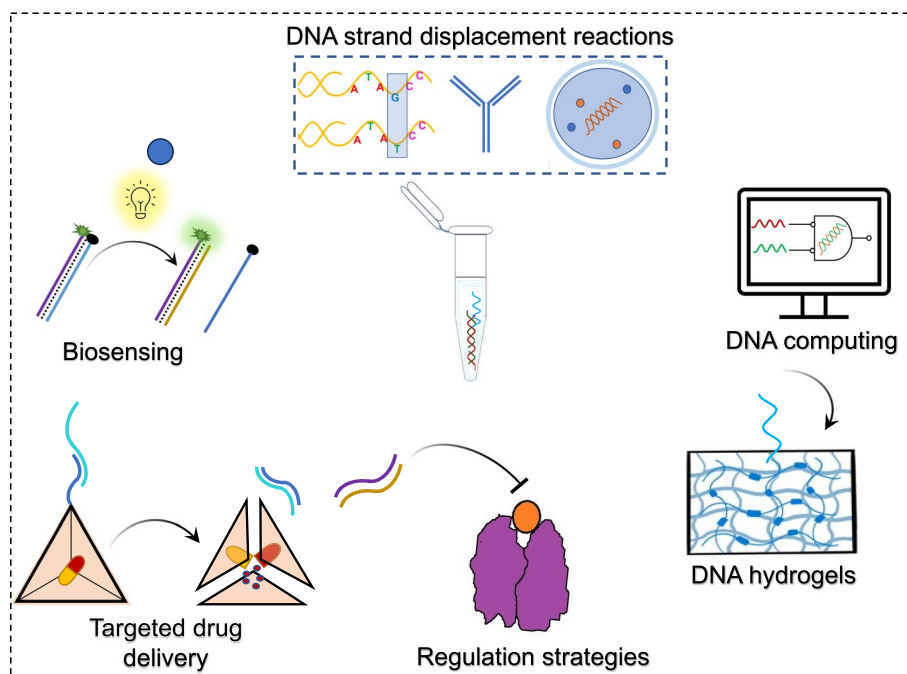 DNA strand displacement reactions
A T A G C C
A T A T C C
Biosensing
DNA computing
DNA hydrogels
Targeted drug
delivery
Regulation strategies